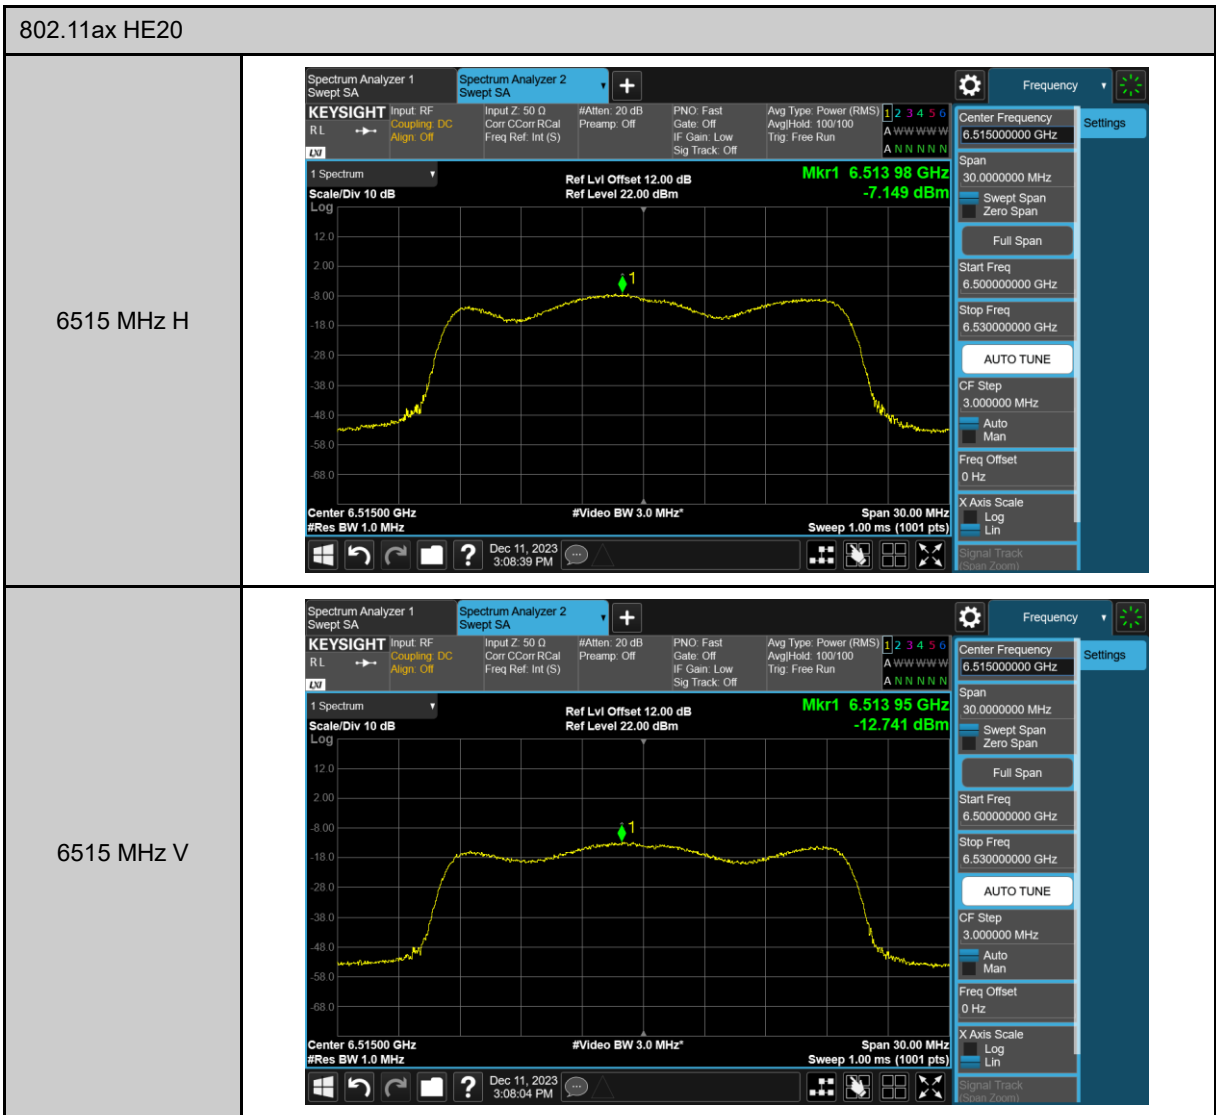 802.11ax HE20
6515 MHz H
Spectrum Analyzer 1
Swept SA
Spectrum Analyzer 2
Swept SA
+
Frequency
KEYSIGHT
RL
LXI
Input: RF
Coupling: DC
Align: Off
Input Z: 50 Ω
Corr CCorr RCal
Freq Ref: Int (S)
#Atten: 20 dB
Preamp: Off
PNO: Fast
Gate: Off
IF Gain: Low
Sig Track: Off
Avg Type: Power (RMS)
Avg|Hold: 100/100
Trig: Free Run
1 2 3 4 5 6
A W W W W W
A N N N N N
1 Spectrum
Scale/Div 10 dB
Log
Ref Lvl Offset 12.00 dB
Ref Level 22.00 dBm
Mkr1 6.513 98 GHz
-7.149 dBm
12.0
2.00
-8.00
-18.0
-28.0
-38.0
-48.0
-58.0
-68.0
1
Center 6.51500 GHz
#Res BW 1.0 MHz
#Video BW 3.0 MHz*
Span 30.00 MHz
Sweep 1.00 ms (1001 pts)
?
Dec 11, 2023
3:08:39 PM
Center Frequency
6.515000000 GHz
Settings
Span
30.0000000 MHz
Swept Span
Zero Span
Full Span
Start Freq
6.500000000 GHz
Stop Freq
6.530000000 GHz
AUTO TUNE
CF Step
3.000000 MHz
Auto
Man
Freq Offset
0 Hz
X Axis Scale
Log
Lin
Signal Track
(Span Zoom)
6515 MHz V
Spectrum Analyzer 1
Swept SA
Spectrum Analyzer 2
Swept SA
+
Frequency
KEYSIGHT
RL
LXI
Input: RF
Coupling: DC
Align: Off
Input Z: 50 Ω
Corr CCorr RCal
Freq Ref: Int (S)
#Atten: 20 dB
Preamp: Off
PNO: Fast
Gate: Off
IF Gain: Low
Sig Track: Off
Avg Type: Power (RMS)
Avg|Hold: 100/100
Trig: Free Run
1 2 3 4 5 6
A W W W W W
A N N N N N
1 Spectrum
Scale/Div 10 dB
Log
Ref Lvl Offset 12.00 dB
Ref Level 22.00 dBm
Mkr1 6.513 95 GHz
-12.741 dBm
12.0
2.00
-8.00
-18.0
-28.0
-38.0
-48.0
-58.0
-68.0
1
Center 6.51500 GHz
#Res BW 1.0 MHz
#Video BW 3.0 MHz*
Span 30.00 MHz
Sweep 1.00 ms (1001 pts)
?
Dec 11, 2023
3:08:04 PM
Center Frequency
6.515000000 GHz
Settings
Span
30.0000000 MHz
Swept Span
Zero Span
Full Span
Start Freq
6.500000000 GHz
Stop Freq
6.530000000 GHz
AUTO TUNE
CF Step
3.000000 MHz
Auto
Man
Freq Offset
0 Hz
X Axis Scale
Log
Lin
Signal Track
(Span Zoom)